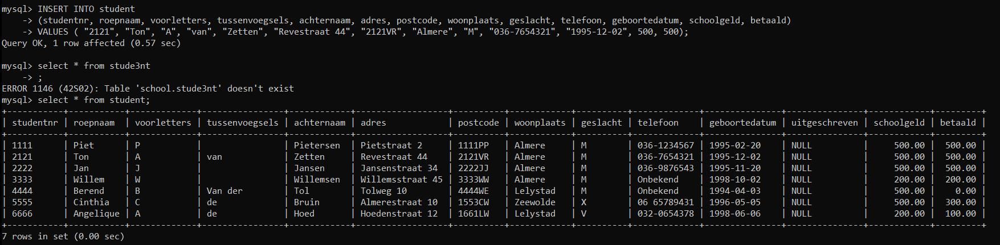 mysql> INSERT INTO student
    -> (studentnr, roepnaam, voorletters, tussenvoegsels, achternaam, adres, postcode, woonplaats, geslacht, telefoon, geboortedatum, schoolgeld, betaald)
    -> VALUES ( "2121", "Ton", "A", "van", "Zetten", "Revestraat 44", "2121VR", "Almere", "M", "036-7654321", "1995-12-02", 500, 500);
Query OK, 1 row affected (0.57 sec)

mysql> select * from stude3nt
    -> ;
ERROR 1146 (42S02): Table 'school.stude3nt' doesn't exist
mysql> select * from student;
+-----------+-----------+-------------+----------------+------------+------------------+----------+------------+----------+-------------+---------------+---------------+------------+---------+
| studentnr | roepnaam  | voorletters | tussenvoegsels | achternaam | adres            | postcode | woonplaats | geslacht | telefoon    | geboortedatum | uitgeschreven | schoolgeld | betaald |
+-----------+-----------+-------------+----------------+------------+------------------+----------+------------+----------+-------------+---------------+---------------+------------+---------+
| 1111      | Piet      | P           |                | Pietersen  | Pietstraat 2     | 1111PP   | Almere     | M        | 036-1234567 | 1995-02-20    | NULL          |     500.00 |  500.00 |
| 2121      | Ton       | A           | van            | Zetten     | Revestraat 44    | 2121VR   | Almere     | M        | 036-7654321 | 1995-12-02    | NULL          |     500.00 |  500.00 |
| 2222      | Jan       | J           |                | Jansen     | Jansenstraat 34  | 2222JJ   | Almere     | M        | 036-9876543 | 1995-11-20    | NULL          |     500.00 |  500.00 |
| 3333      | Willem    | W           |                | Willemsen  | Willemsstraat 45 | 3333WW   | Almere     | M        | Onbekend    | 1998-10-02    | NULL          |     200.00 |  200.00 |
| 4444      | Berend    | B           | Van der        | Tol        | Tolweg 10        | 4444WE   | Lelystad   | M        | Onbekend    | 1994-04-03    | NULL          |     500.00 |    0.00 |
| 5555      | Cinthia   | C           | de             | Bruin      | Almerestraat 10  | 1553CW   | Zeewolde   | X        | 06 65789431 | 1996-05-05    | NULL          |     500.00 |  300.00 |
| 6666      | Angelique | A           | de             | Hoed       | Hoedenstraat 12  | 1661LW   | Lelystad   | V        | 032-0654378 | 1998-06-06    | NULL          |     200.00 |  100.00 |
+-----------+-----------+-------------+----------------+------------+------------------+----------+------------+----------+-------------+---------------+---------------+------------+---------+
7 rows in set (0.00 sec)